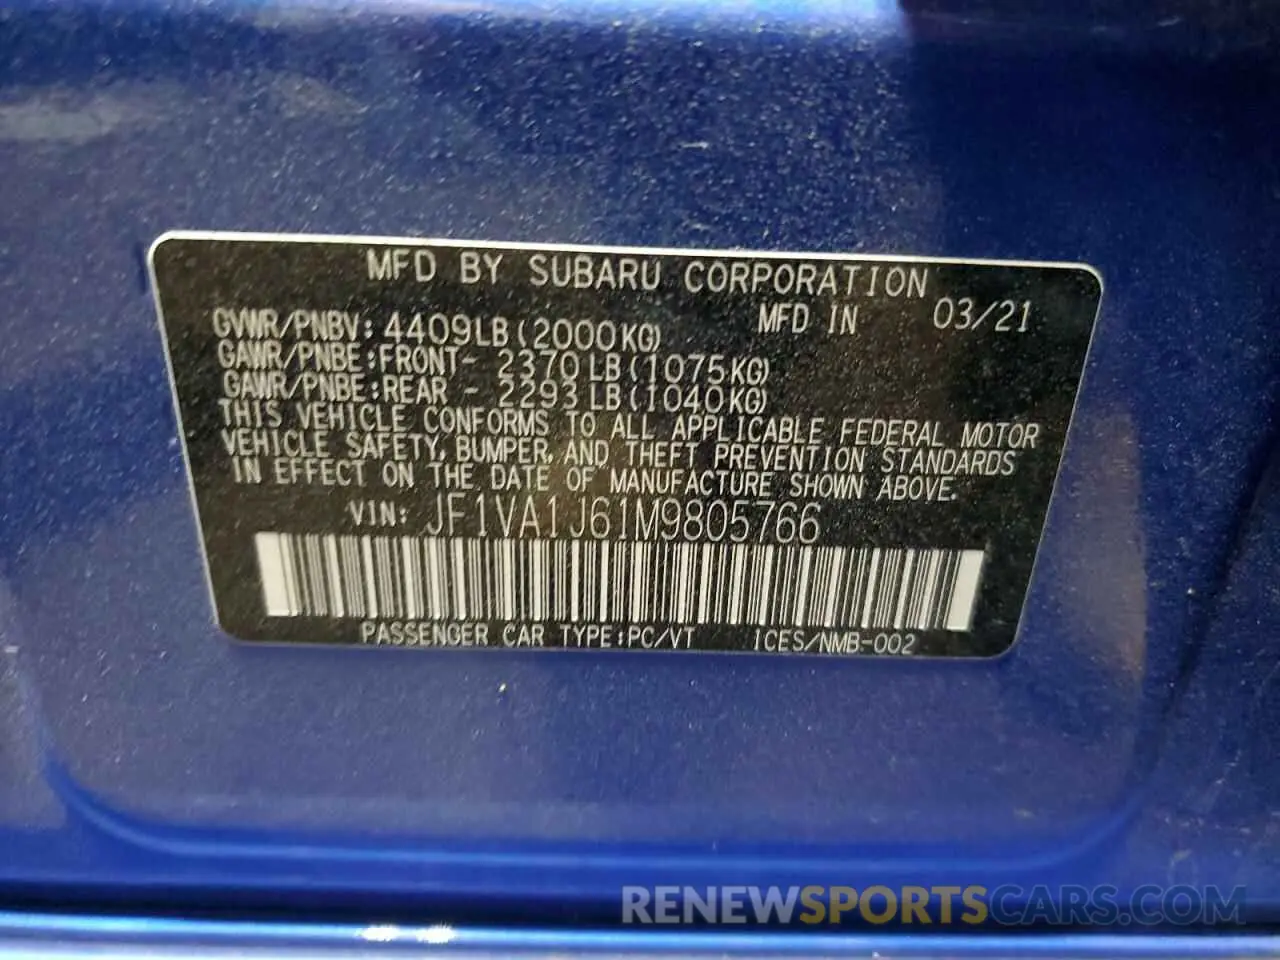 MFD BY SUBARU CORPORATION
MFD IN 03/21
GVWR/PNBV: 4409LB(2000KG)
GAWR/PNBE:FRONT- 2370LB(1075KG)
GAWR/PNBE:REAR - 2293LB(1040KG)
THIS VEHICLE CONFORMS TO ALL APPLICABLE FEDERAL MOTOR
VEHICLE SAFETY, BUMPER, AND THEFT PREVENTION STANDARDS
IN EFFECT ON THE DATE OF MANUFACTURE SHOWN ABOVE.
VIN: JF1VA1J61M9805766
PASSENGER CAR TYPE:PC/VT ICES/NMB-002
RENEWSPORTSCARS.COM